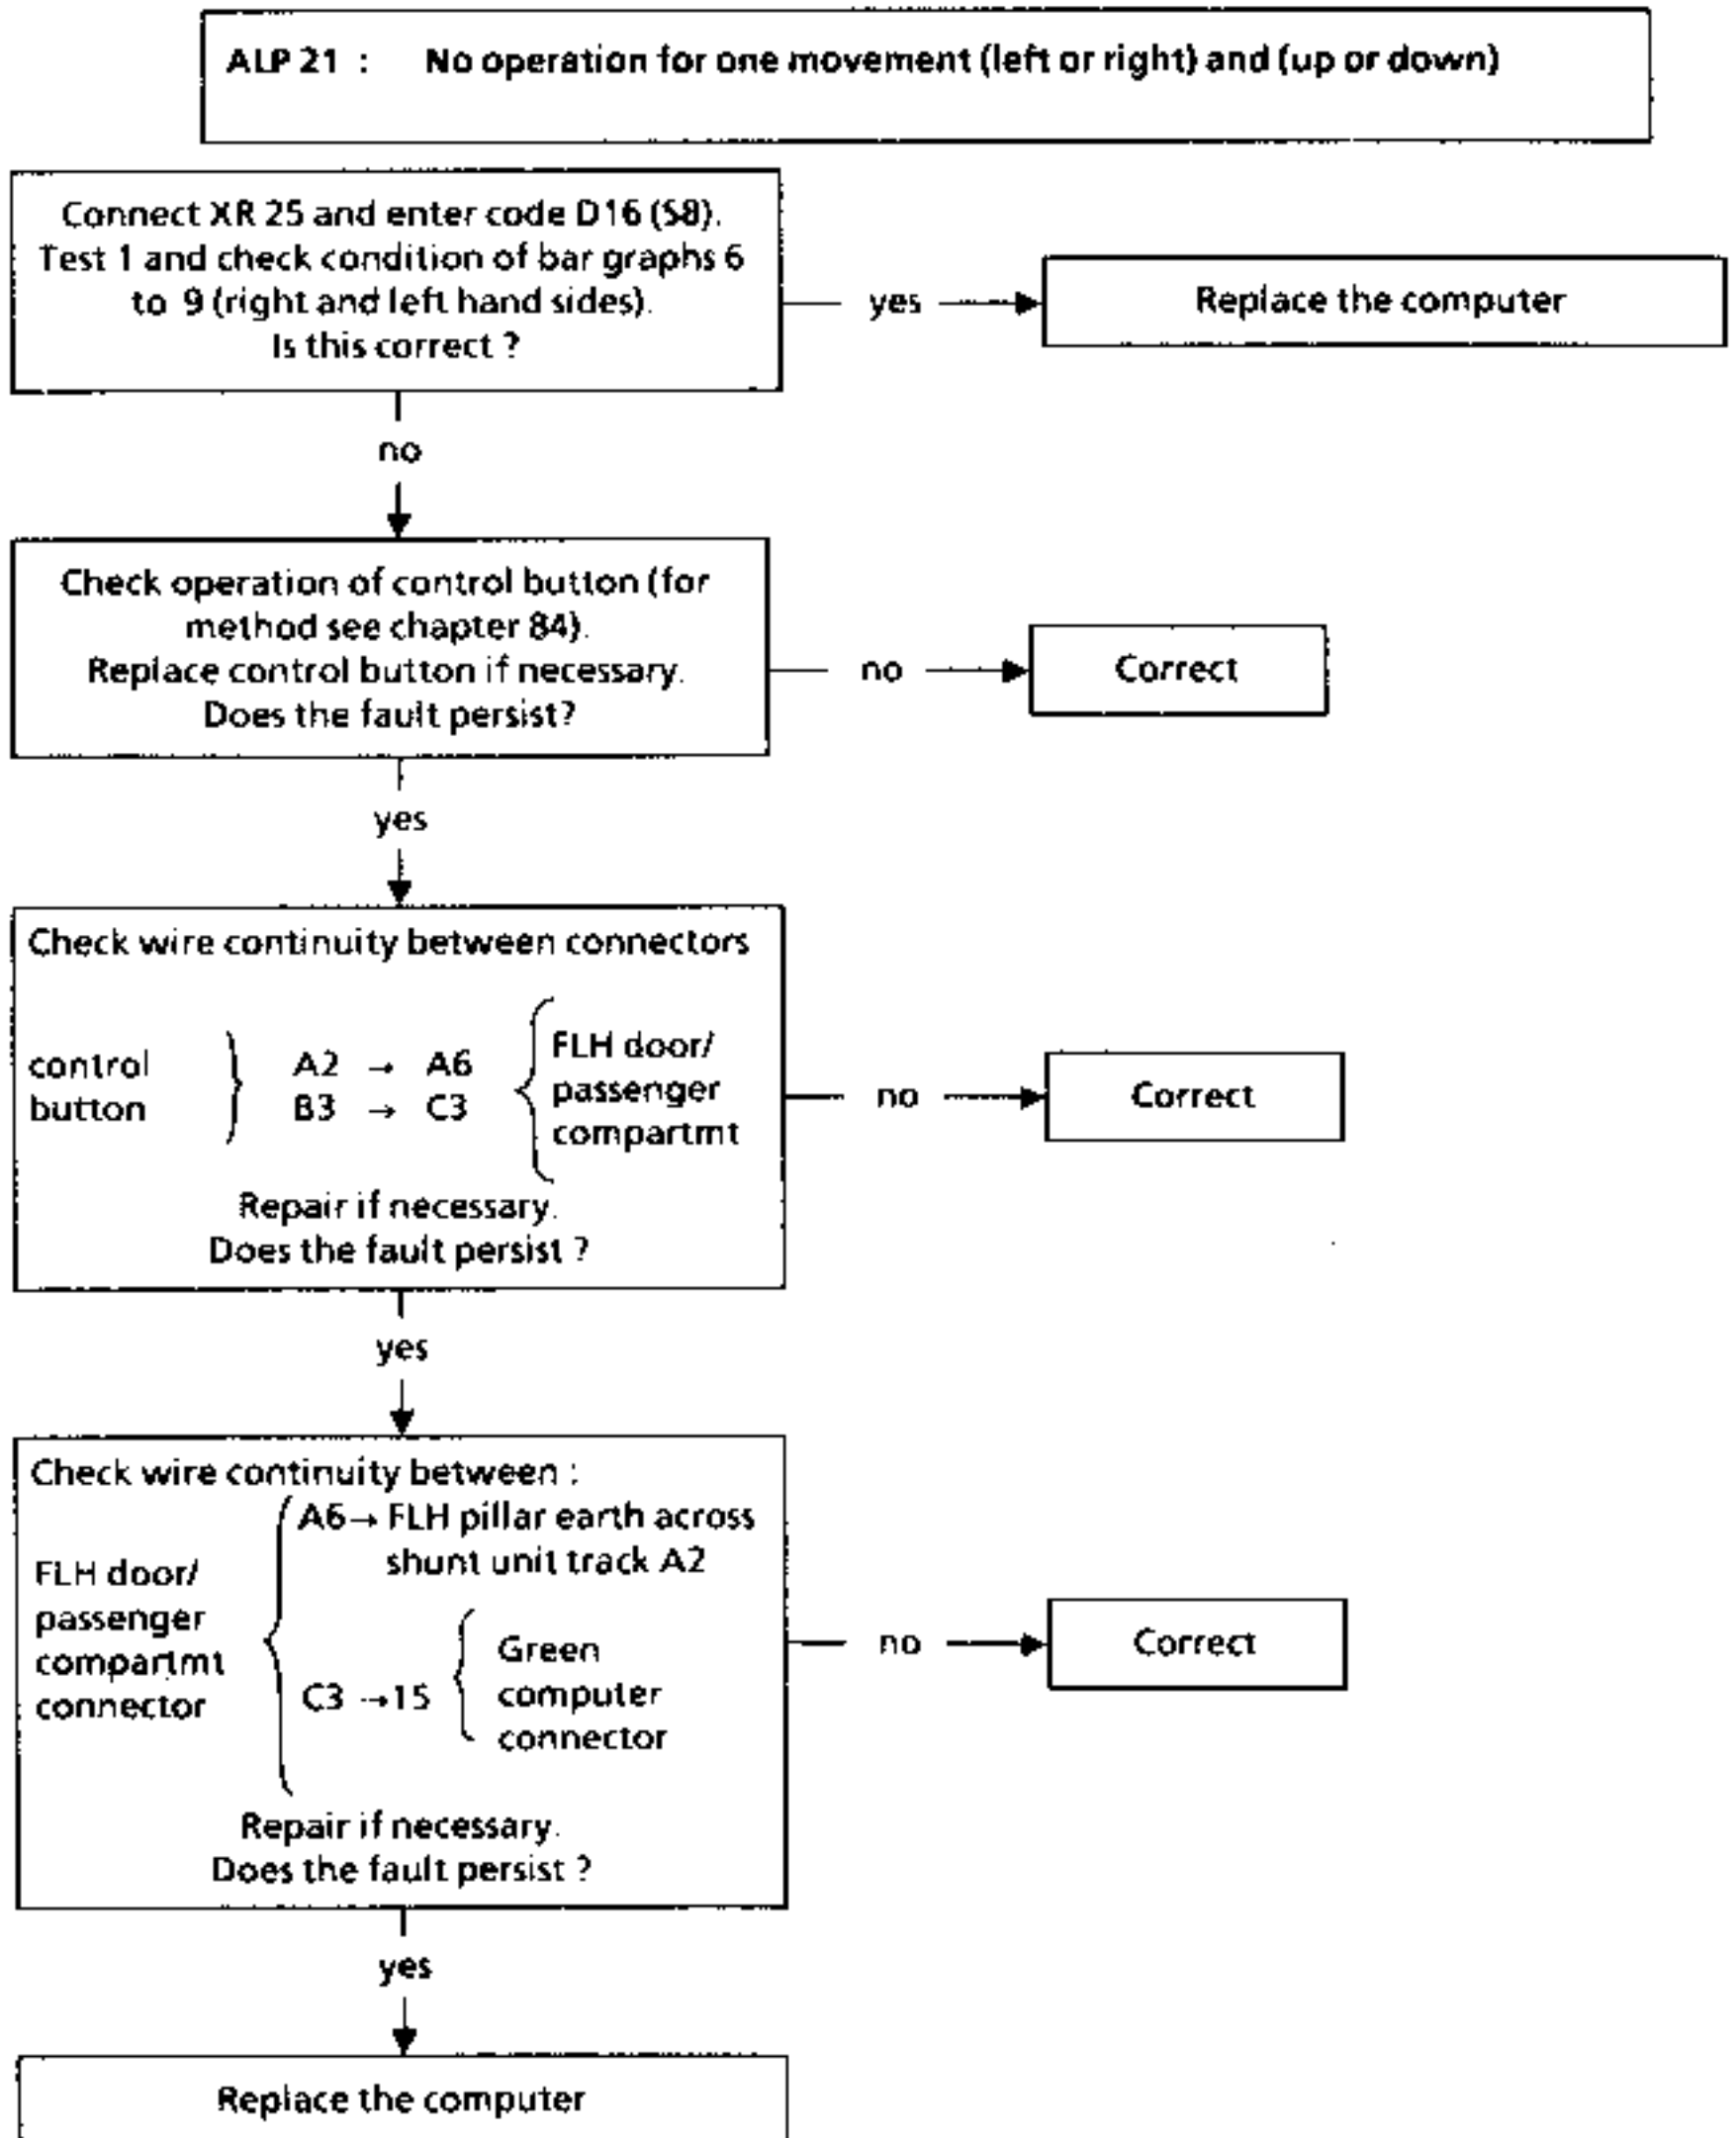 ALP 21 : No operation for one movement (left or right) and (up or down)
Connect XR 25 and enter code D16 (S8).
Test 1 and check condition of bar graphs 6
to 9 (right and left hand sides).
Is this correct ?
yes
Replace the computer
no
Check operation of control button (for
method see chapter 84).
Replace control button if necessary.
Does the fault persist?
no
Correct
yes
Check wire continuity between connectors
control
button
A2 → A6
B3 → C3
FLH door/
passenger
compartmt
Repair if necessary.
Does the fault persist ?
no
Correct
yes
Check wire continuity between :
FLH door/
passenger
compartmt
connector
A6→ FLH pillar earth across
shunt unit track A2
C3 →15
Green
computer
connector
Repair if necessary.
Does the fault persist ?
no
Correct
yes
Replace the computer